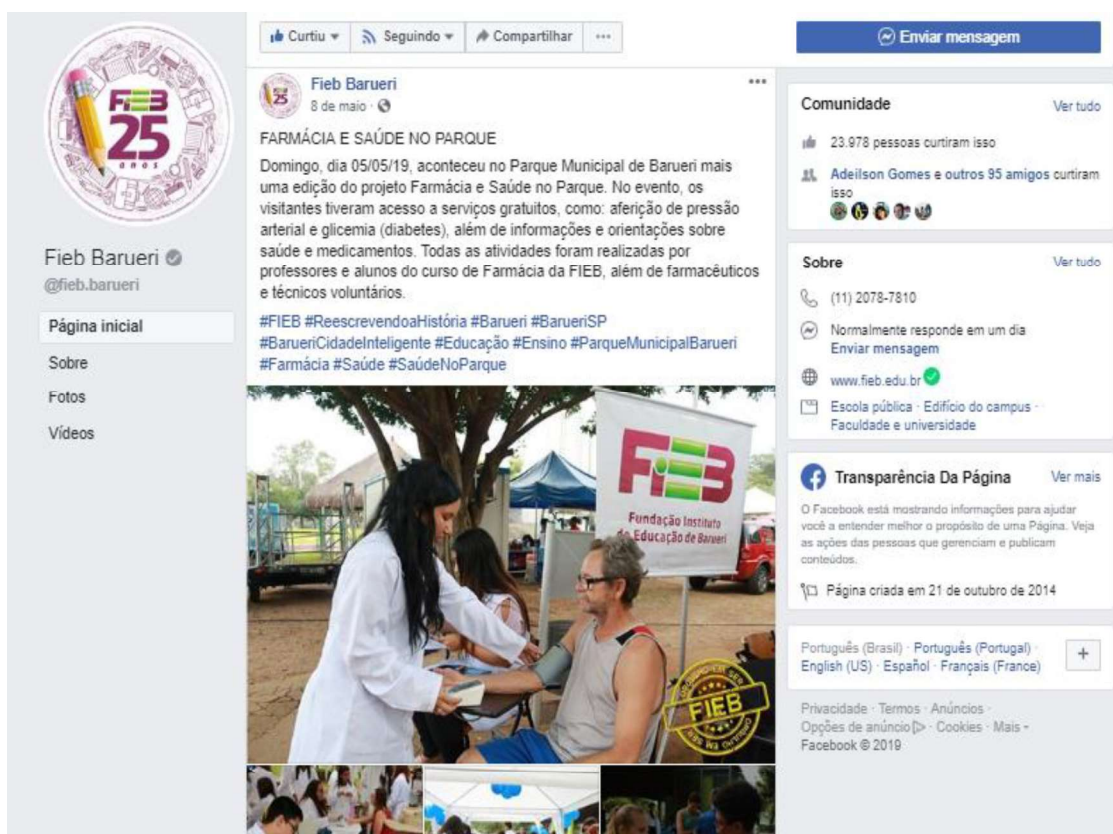 FiEB
25
anos
Fieb Barueri
@fieb.barueri
Página inicial
Sobre
Fotos
Vídeos
Curtiu
Seguindo
Compartilhar
Fieb Barueri
8 de maio
FARMÁCIA E SAÚDE NO PARQUE
Domingo, dia 05/05/19, aconteceu no Parque Municipal de Barueri mais
uma edição do projeto Farmácia e Saúde no Parque. No evento, os
visitantes tiveram acesso a serviços gratuitos, como: aferição de pressão
arterial e glicemia (diabetes), além de informações e orientações sobre
saúde e medicamentos. Todas as atividades foram realizadas por
professores e alunos do curso de Farmácia da FIEB, além de farmacêuticos
e técnicos voluntários.
#FIEB #ReescrevendoaHistória #Barueri #BarueriSP
#BarueriCidadeInteligente #Educação #Ensino #ParqueMunicipalBarueri
#Farmácia #Saúde #SaúdeNoParque
FiEB
Fundação Instituto
de Educação de Barueri
ORGULHO EM SER
FIEB
ORGULHO EM SER
Enviar mensagem
Comunidade Ver tudo
23.978 pessoas curtiram isso
Adeilson Gomes e outros 95 amigos curtiram
isso
Sobre Ver tudo
(11) 2078-7810
Normalmente responde em um dia
Enviar mensagem
www.fieb.edu.br
Escola pública · Edifício do campus ·
Faculdade e universidade
Transparência Da Página Ver mais
O Facebook está mostrando informações para ajudar
você a entender melhor o propósito de uma Página. Veja
as ações das pessoas que gerenciam e publicam
conteúdos.
Página criada em 21 de outubro de 2014
Português (Brasil) · Português (Portugal) ·
English (US) · Español · Français (France)
Privacidade · Termos · Anúncios ·
Opções de anúncio · Cookies · Mais
Facebook © 2019